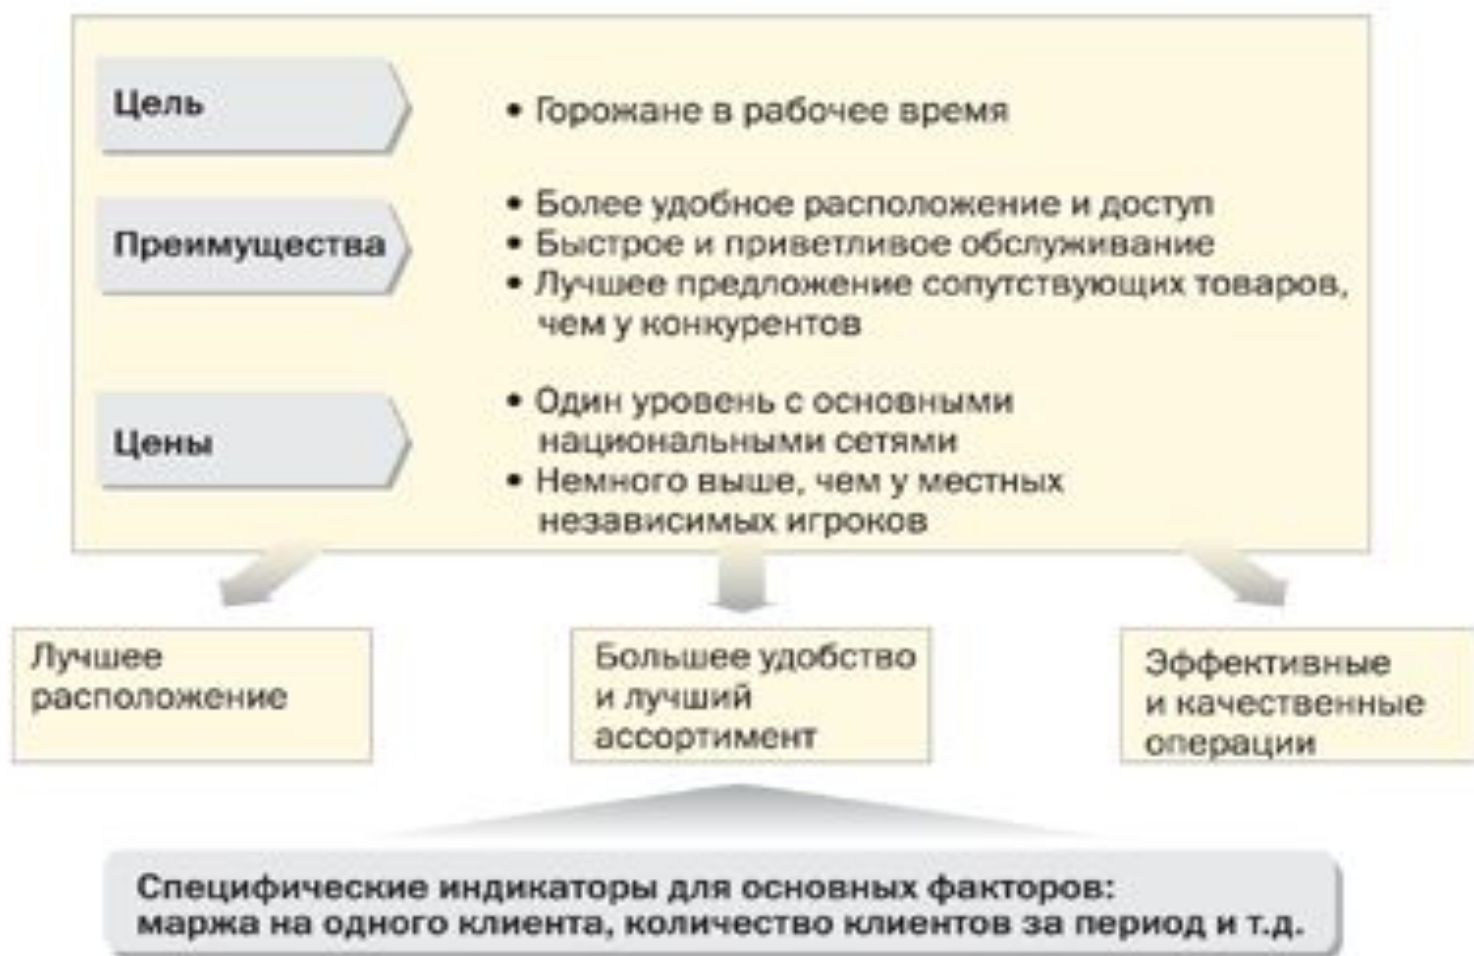 Цель
• Горожане в рабочее время
Преимущества
• Более удобное расположение и доступ
• Быстрое и приветливое обслуживание
• Лучшее предложение сопутствующих товаров,
чем у конкурентов
Цены
• Один уровень с основными
национальными сетями
• Немного выше, чем у местных
независимых игроков
Лучшее
расположение
Большее удобство
и лучший
ассортимент
Эффективные
и качественные
операции
Специфические индикаторы для основных факторов:
маржа на одного клиента, количество клиентов за период и т.д.